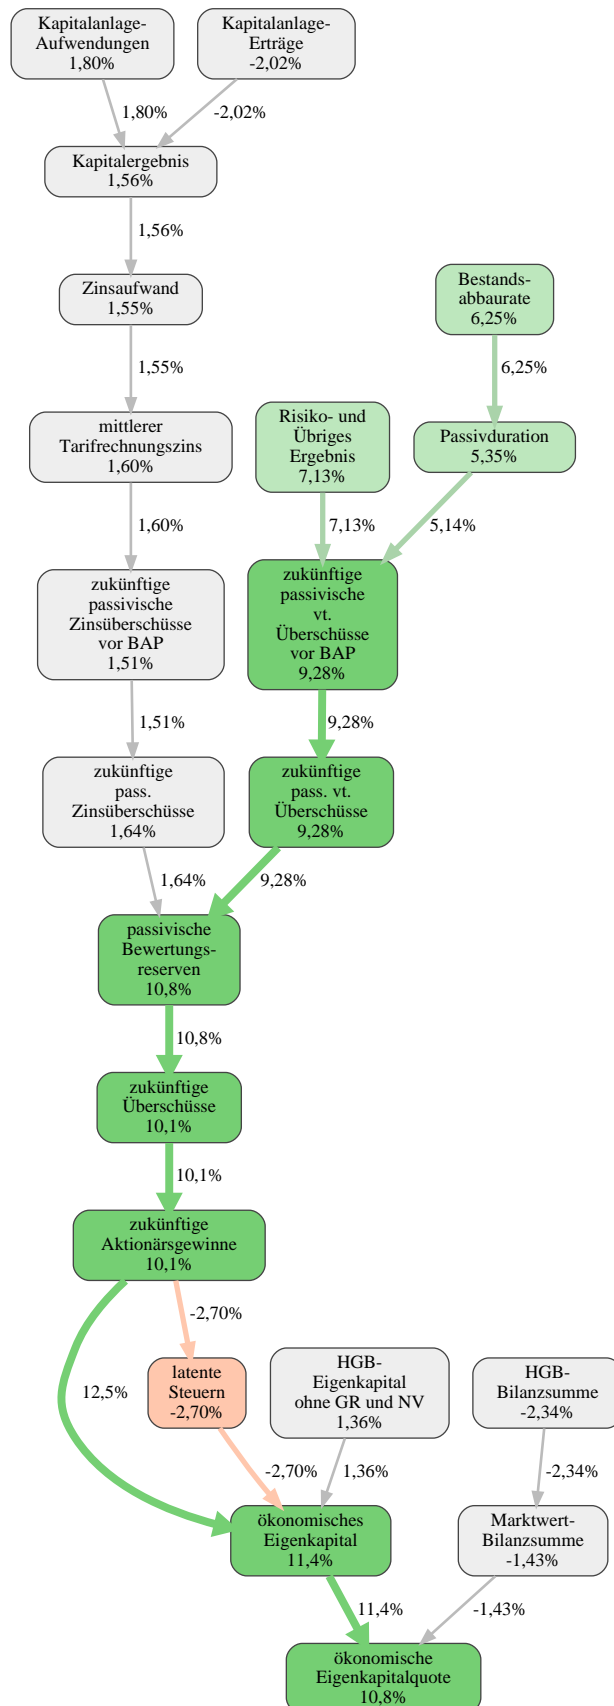 Kapitalanlage-
Aufwendungen
1,80%
Kapitalanlage-
Erträge
-2,02%
1,80%
-2,02%
Kapitalergebnis
1,56%
1,56%
Zinsaufwand
1,55%
Bestands-
abbaurate
6,25%
1,55%
6,25%
mittlerer
Tarifrechnungszins
1,60%
Risiko- und
Übriges
Ergebnis
7,13%
Passivduration
5,35%
1,60%
7,13%
5,14%
zukünftige
passivische
Zinsüberschüsse
vor BAP
1,51%
zukünftige
passivische
vt.
Überschüsse
vor BAP
9,28%
1,51%
9,28%
zukünftige
pass.
Zinsüberschüsse
1,64%
zukünftige
pass. vt.
Überschüsse
9,28%
1,64%
9,28%
passivische
Bewertungs-
reserven
10,8%
10,8%
zukünftige
Überschüsse
10,1%
10,1%
zukünftige
Aktionärsgewinne
10,1%
-2,70%
12,5%
latente
Steuern
-2,70%
HGB-
Eigenkapital
ohne GR und NV
1,36%
HGB-
Bilanzsumme
-2,34%
-2,70%
1,36%
-2,34%
ökonomisches
Eigenkapital
11,4%
Marktwert-
Bilanzsumme
-1,43%
11,4%
-1,43%
ökonomische
Eigenkapitalquote
10,8%